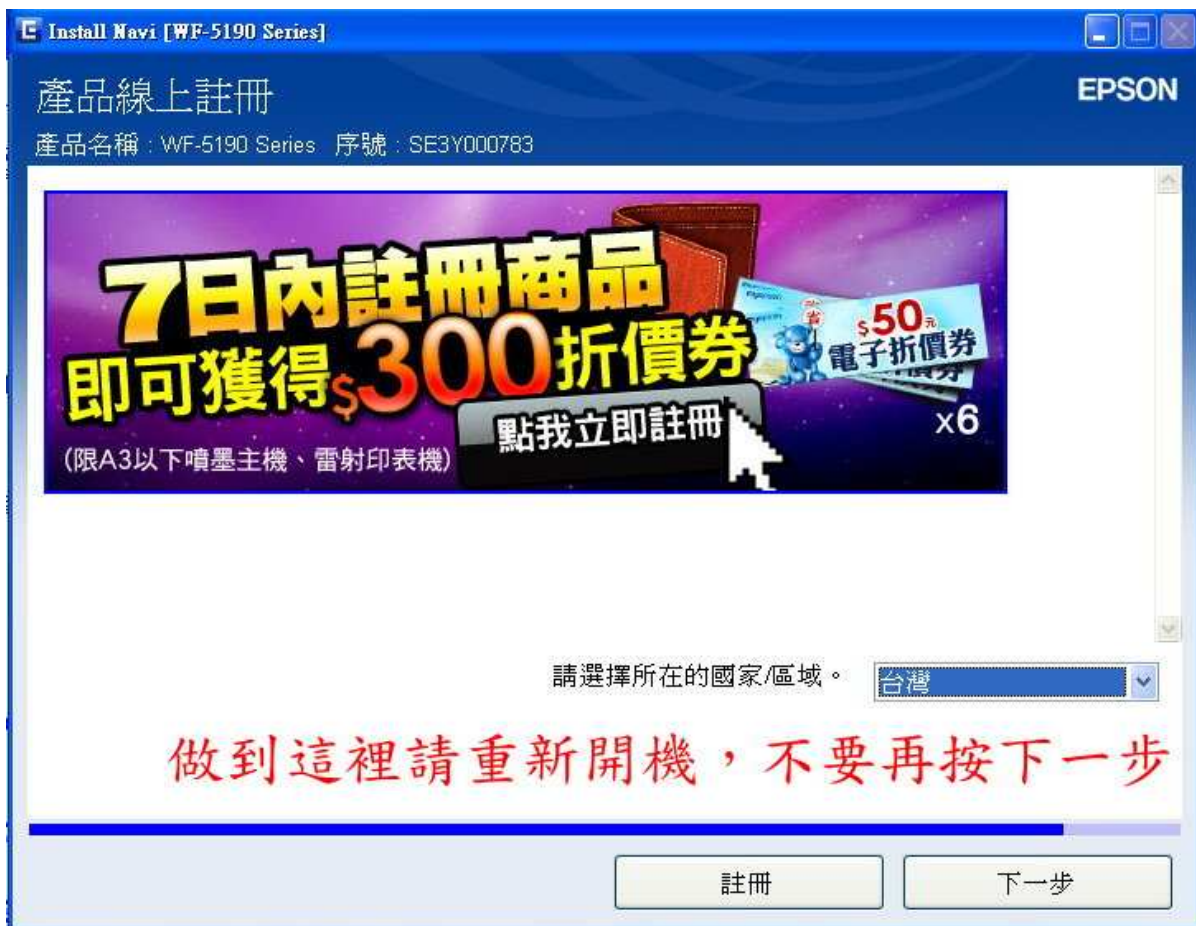 Install Navi [WF-5190 Series]
產品線上註冊
EPSON
產品名稱：WF-5190 Series 序號：SE3Y000783
7日內註冊商品
即可獲得$300折價券
(限A3以下噴墨主機、雷射印表機)
點我立即註冊
省$50元
電子折價券
x6
請選擇所在的國家/區域。
台灣
做到這裡請重新開機，不要再按下一步
註冊
下一步